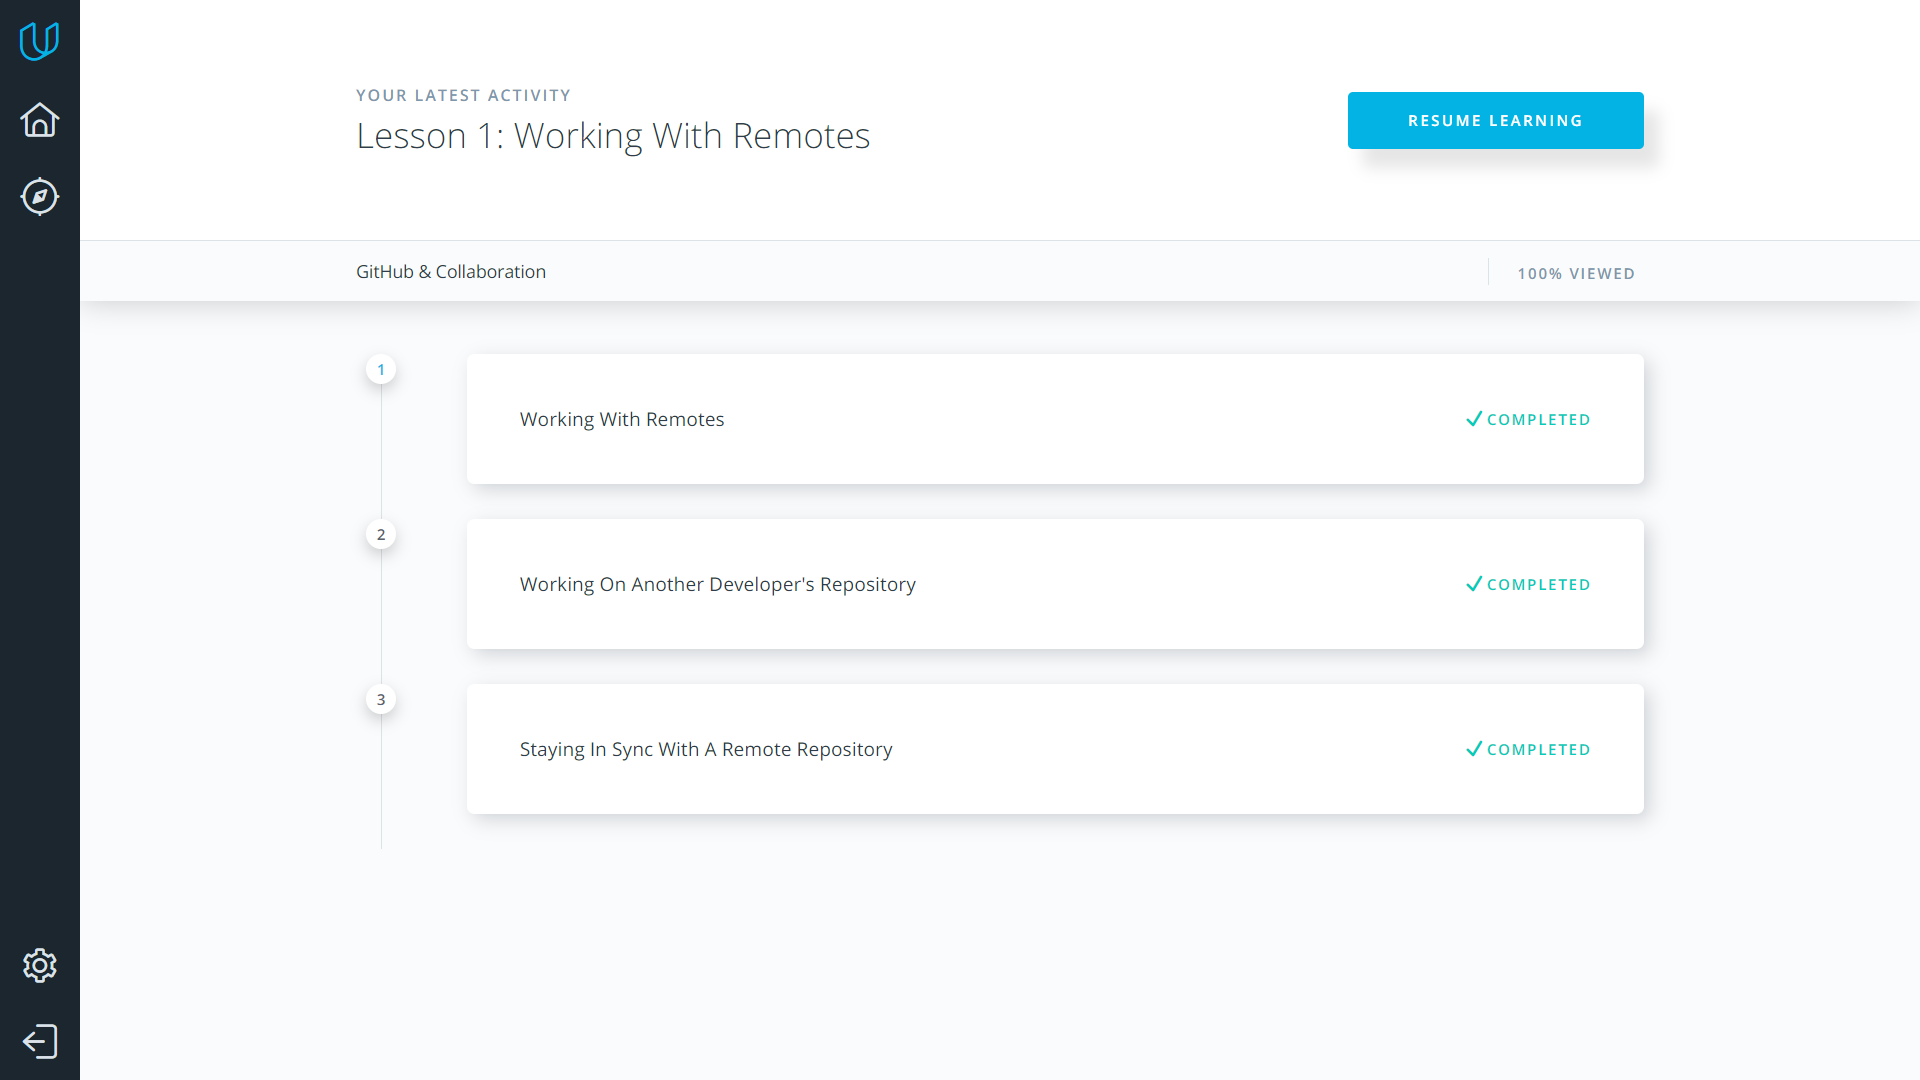 YOUR LATEST ACTIVITY
Lesson 1: Working With Remotes
RESUME LEARNING
GitHub & Collaboration
100% VIEWED
1
Working With Remotes
COMPLETED
2
Working On Another Developer's Repository
COMPLETED
3
Staying In Sync With A Remote Repository
COMPLETED